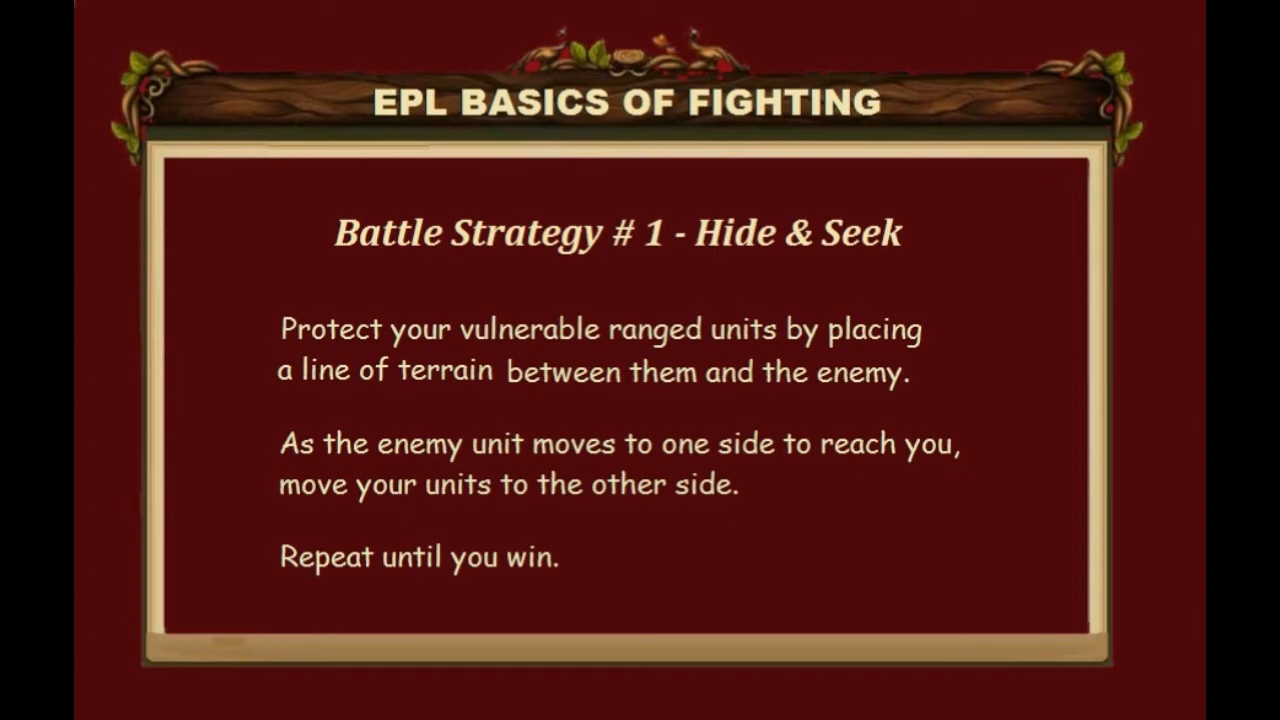 EPL BASICS OF FIGHTING
Battle Strategy # 1 - Hide & Seek
Protect your vulnerable ranged units by placing
a line of terrain between them and the enemy.
As the enemy unit moves to one side to reach you,
move your units to the other side.
Repeat until you win.